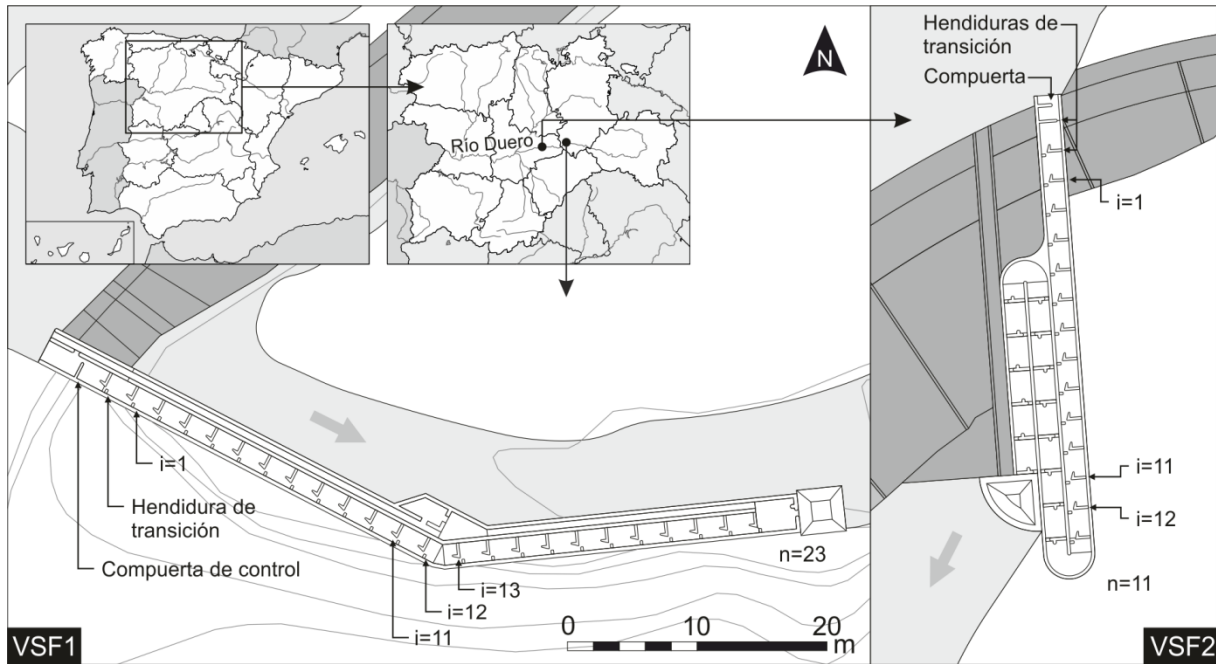 Río Duero
N
Hendiduras de
transición
Compuerta
i=1
i=11
i=12
n=11
VSF2
i=1
Hendidura de
transición
Compuerta de control
i=13
i=12
i=11
n=23
0 10 20
m
VSF1